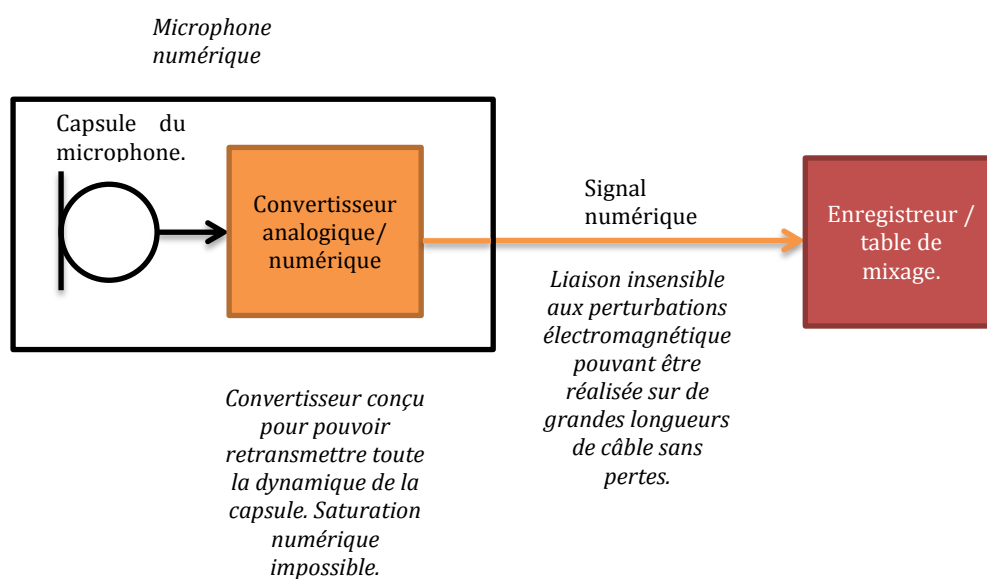 Microphone
numérique
Capsule du
microphone.
Convertisseur
analogique/
numérique
Signal
numérique
Enregistreur /
table de
mixage.
Liaison insensible
aux perturbations
électromagnétique
pouvant être
réalisée sur de
grandes longueurs
de câble sans
pertes.
Convertisseur conçu
pour pouvoir
retransmettre toute
la dynamique de la
capsule. Saturation
numérique
impossible.